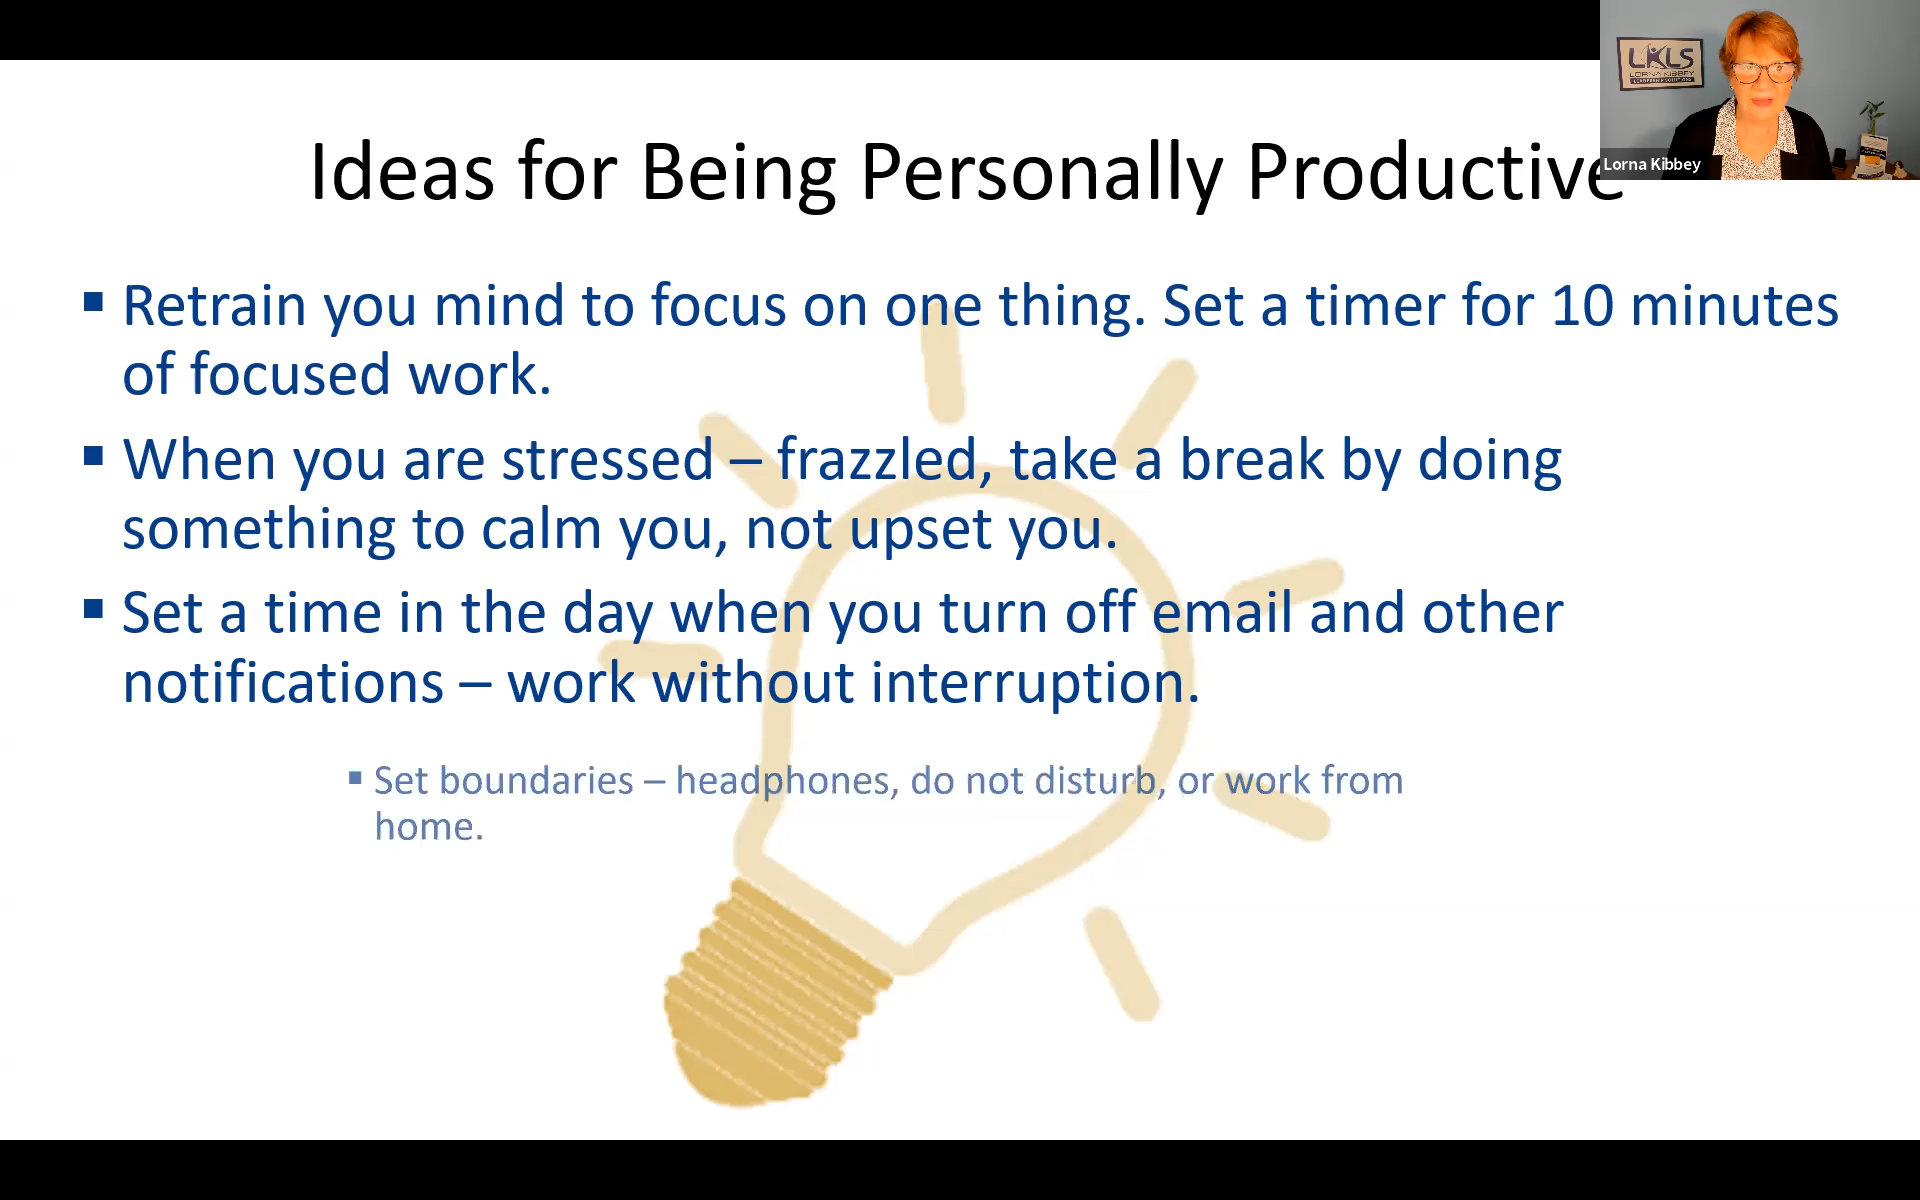 LKLS
LORNA KIBBEY
Lorna Kibbey
Ideas for Being Personally Productive
▪ Retrain you mind to focus on one thing. Set a timer for 10 minutes
of focused work.
▪ When you are stressed – frazzled, take a break by doing
something to calm you, not upset you.
▪ Set a time in the day when you turn off email and other
notifications – work without interruption.
▪ Set boundaries – headphones, do not disturb, or work from
home.